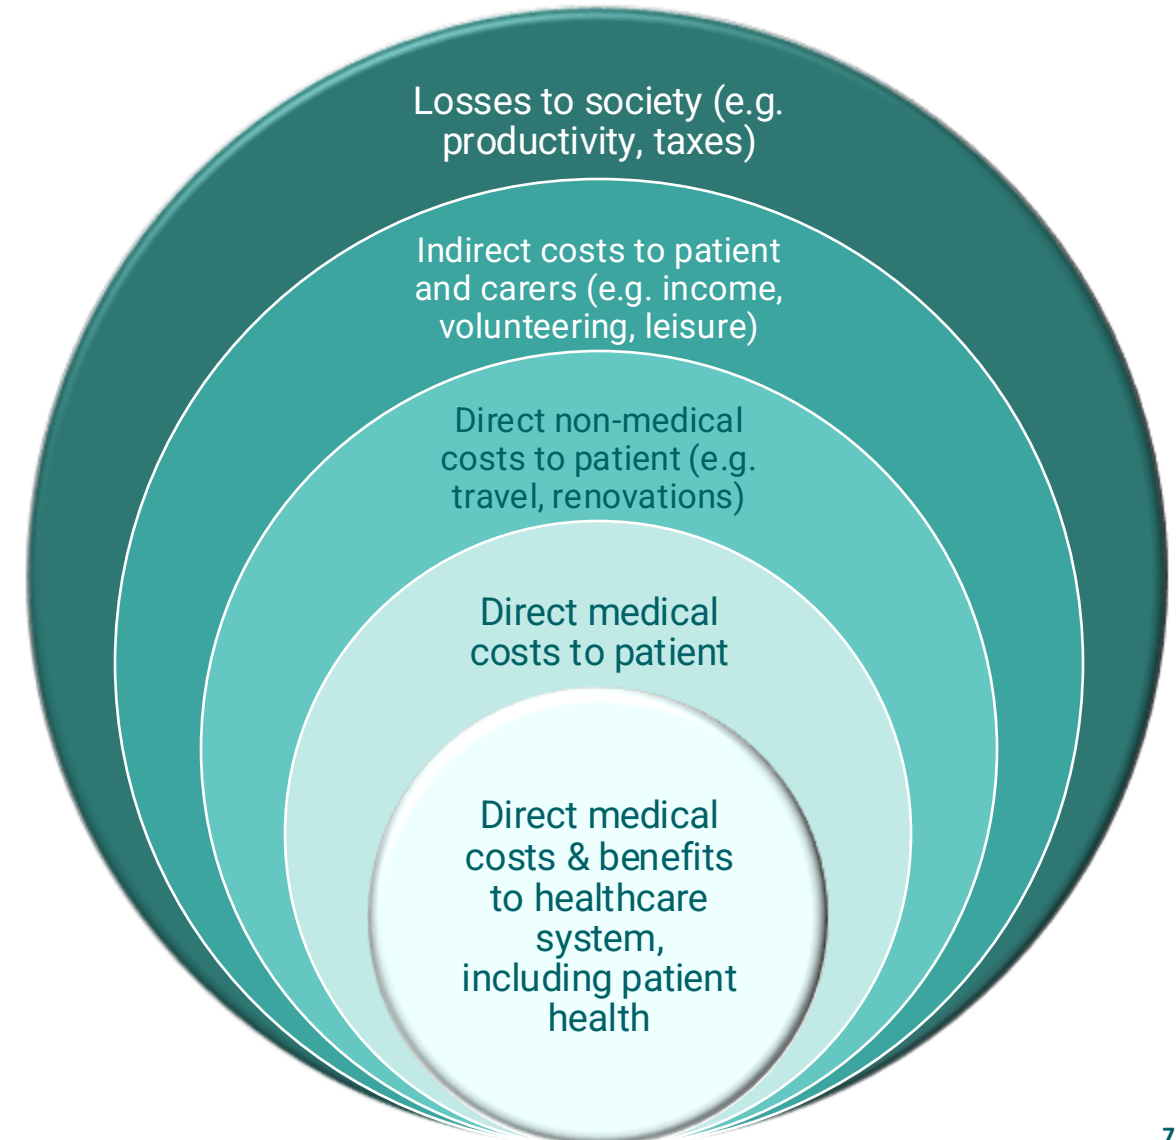 Losses to society (e.g.
productivity, taxes)
Indirect costs to patient
and carers (e.g. income,
volunteering, leisure)
Direct non-medical
costs to patient (e.g.
travel, renovations)
Direct medical
costs to patient
Direct medical
costs & benefits
to healthcare
system,
including patient
health
7